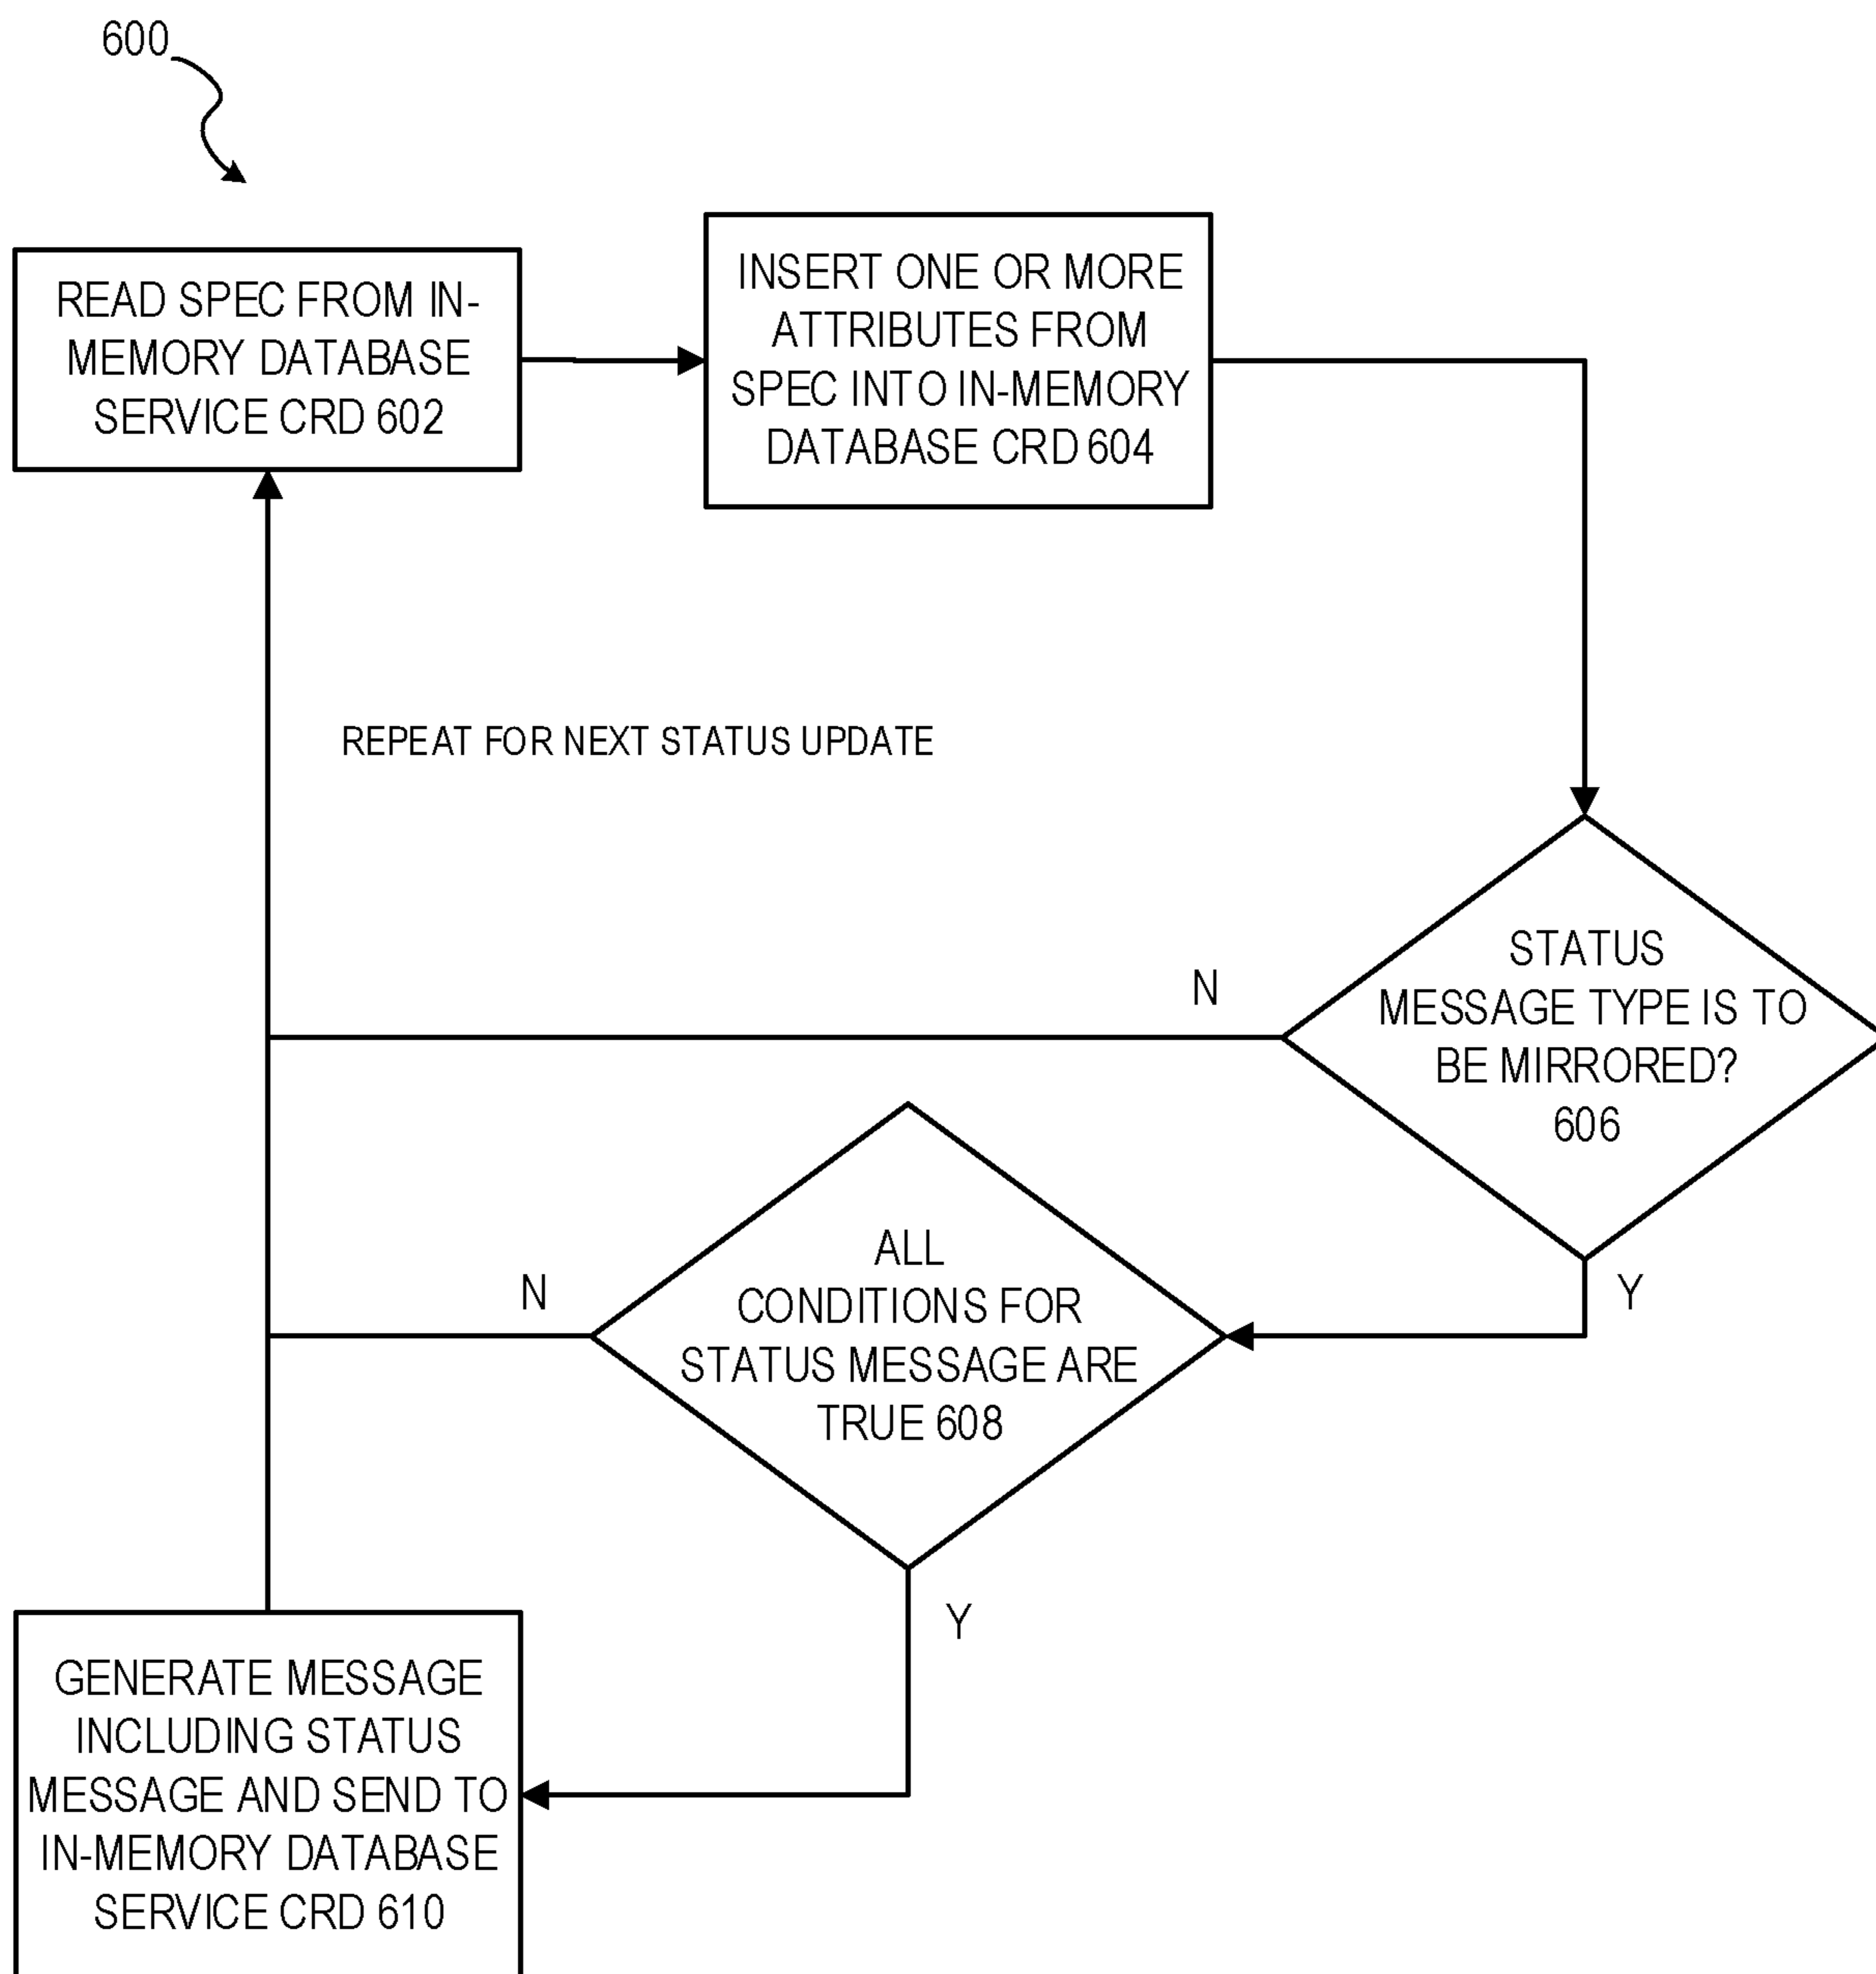 600
READ SPEC FROM IN-
MEMORY DATABASE
SERVICE CRD 602
INSERT ONE OR MORE
ATTRIBUTES FROM
SPEC INTO IN-MEMORY
DATABASE CRD 604
REPEAT FOR NEXT STATUS UPDATE
STATUS
MESSAGE TYPE IS TO
BE MIRRORED?
606
N
Y
ALL
CONDITIONS FOR
STATUS MESSAGE ARE
TRUE 608
N
Y
GENERATE MESSAGE
INCLUDING STATUS
MESSAGE AND SEND TO
IN-MEMORY DATABASE
SERVICE CRD 610